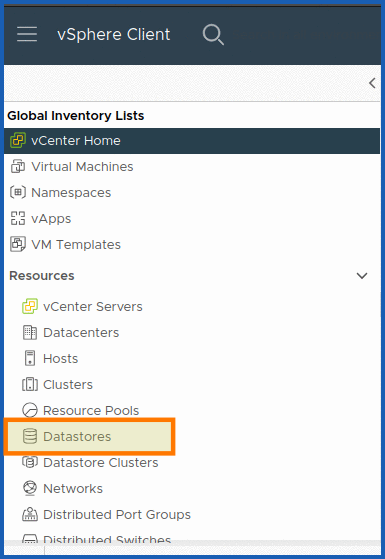 vSphere Client
Global Inventory Lists
vCenter Home
Virtual Machines
Namespaces
vApps
VM Templates
Resources
vCenter Servers
Datacenters
Hosts
Clusters
Resource Pools
Datastores
Datastore Clusters
Networks
Distributed Port Groups
Distributed Switches